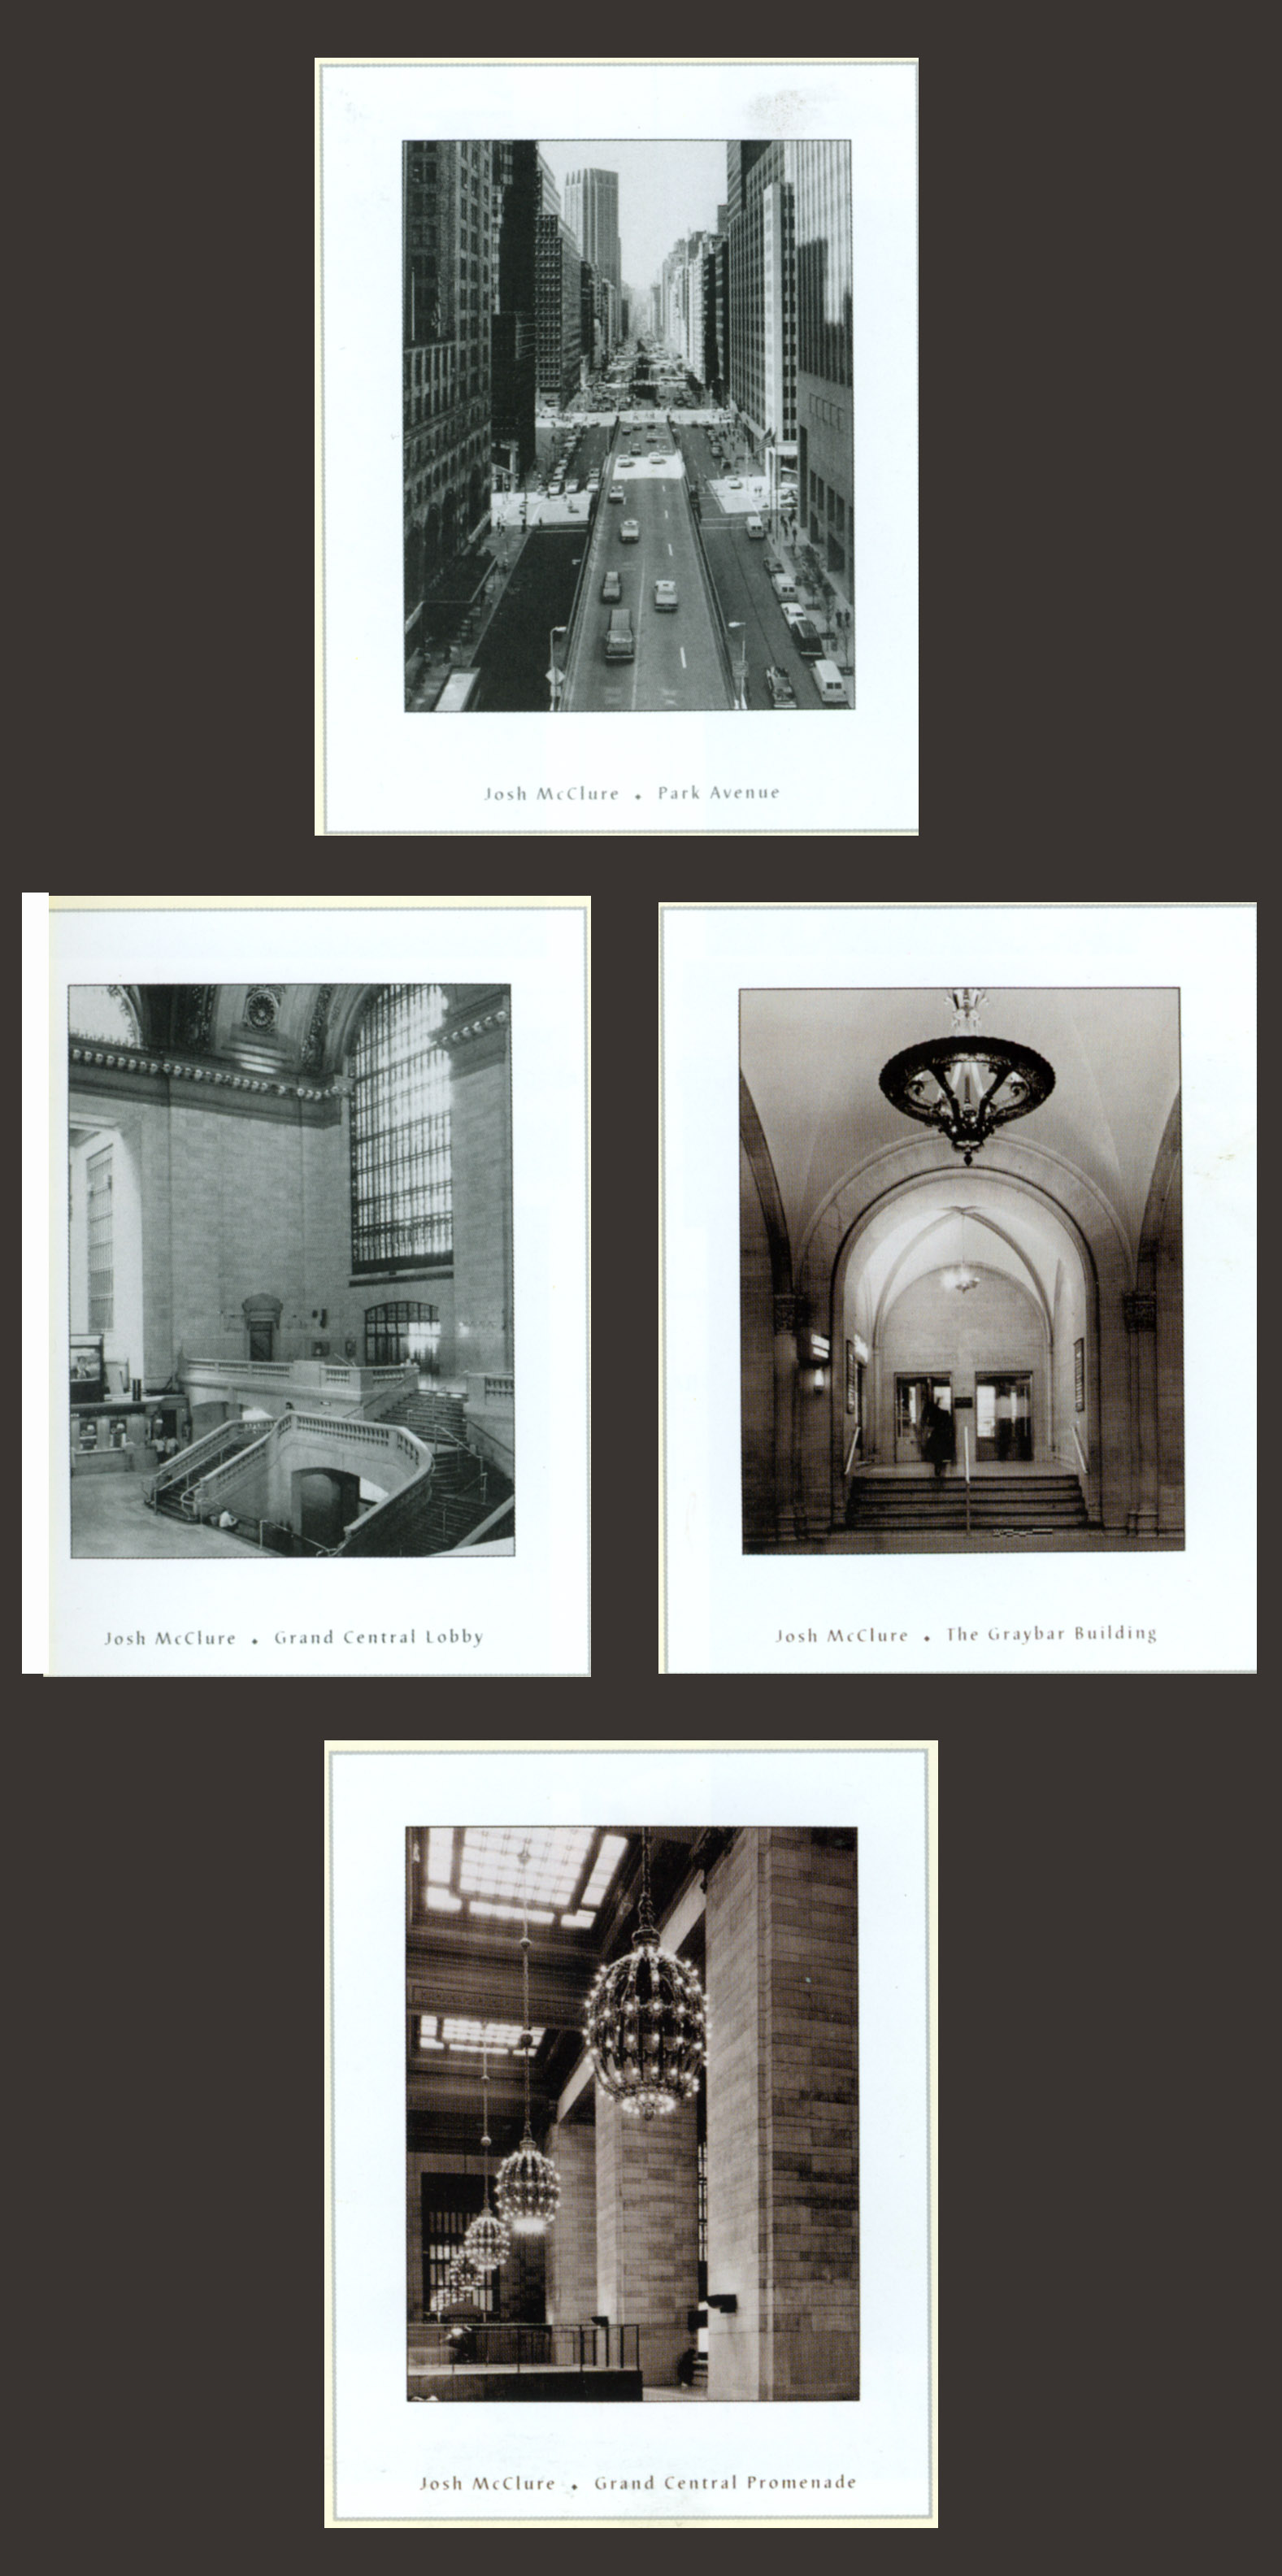 Josh McClure • Park Avenue
Josh McClure • Grand Central Lobby
Josh McClure • The Graybar Building
Josh McClure • Grand Central Promenade